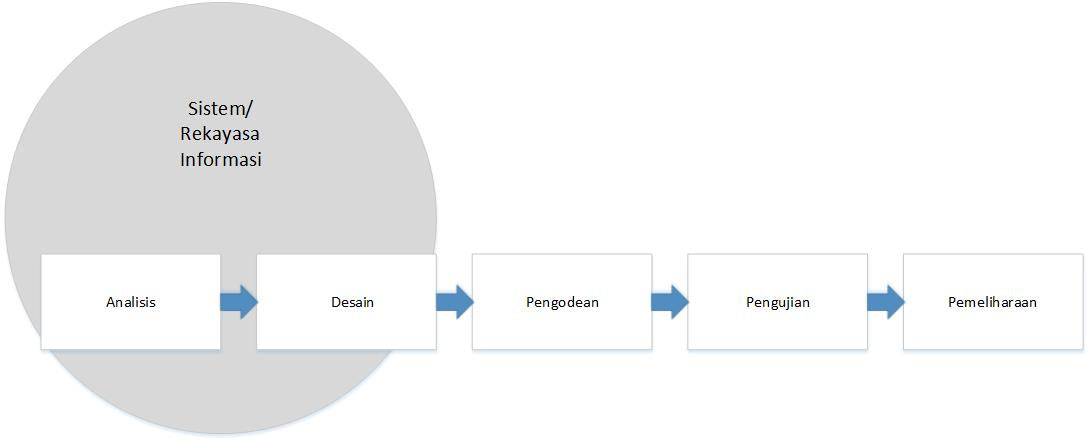 Sistem/
Rekayasa
Informasi
Analisis
Desain
Pengodean
Pengujian
Pemeliharaan